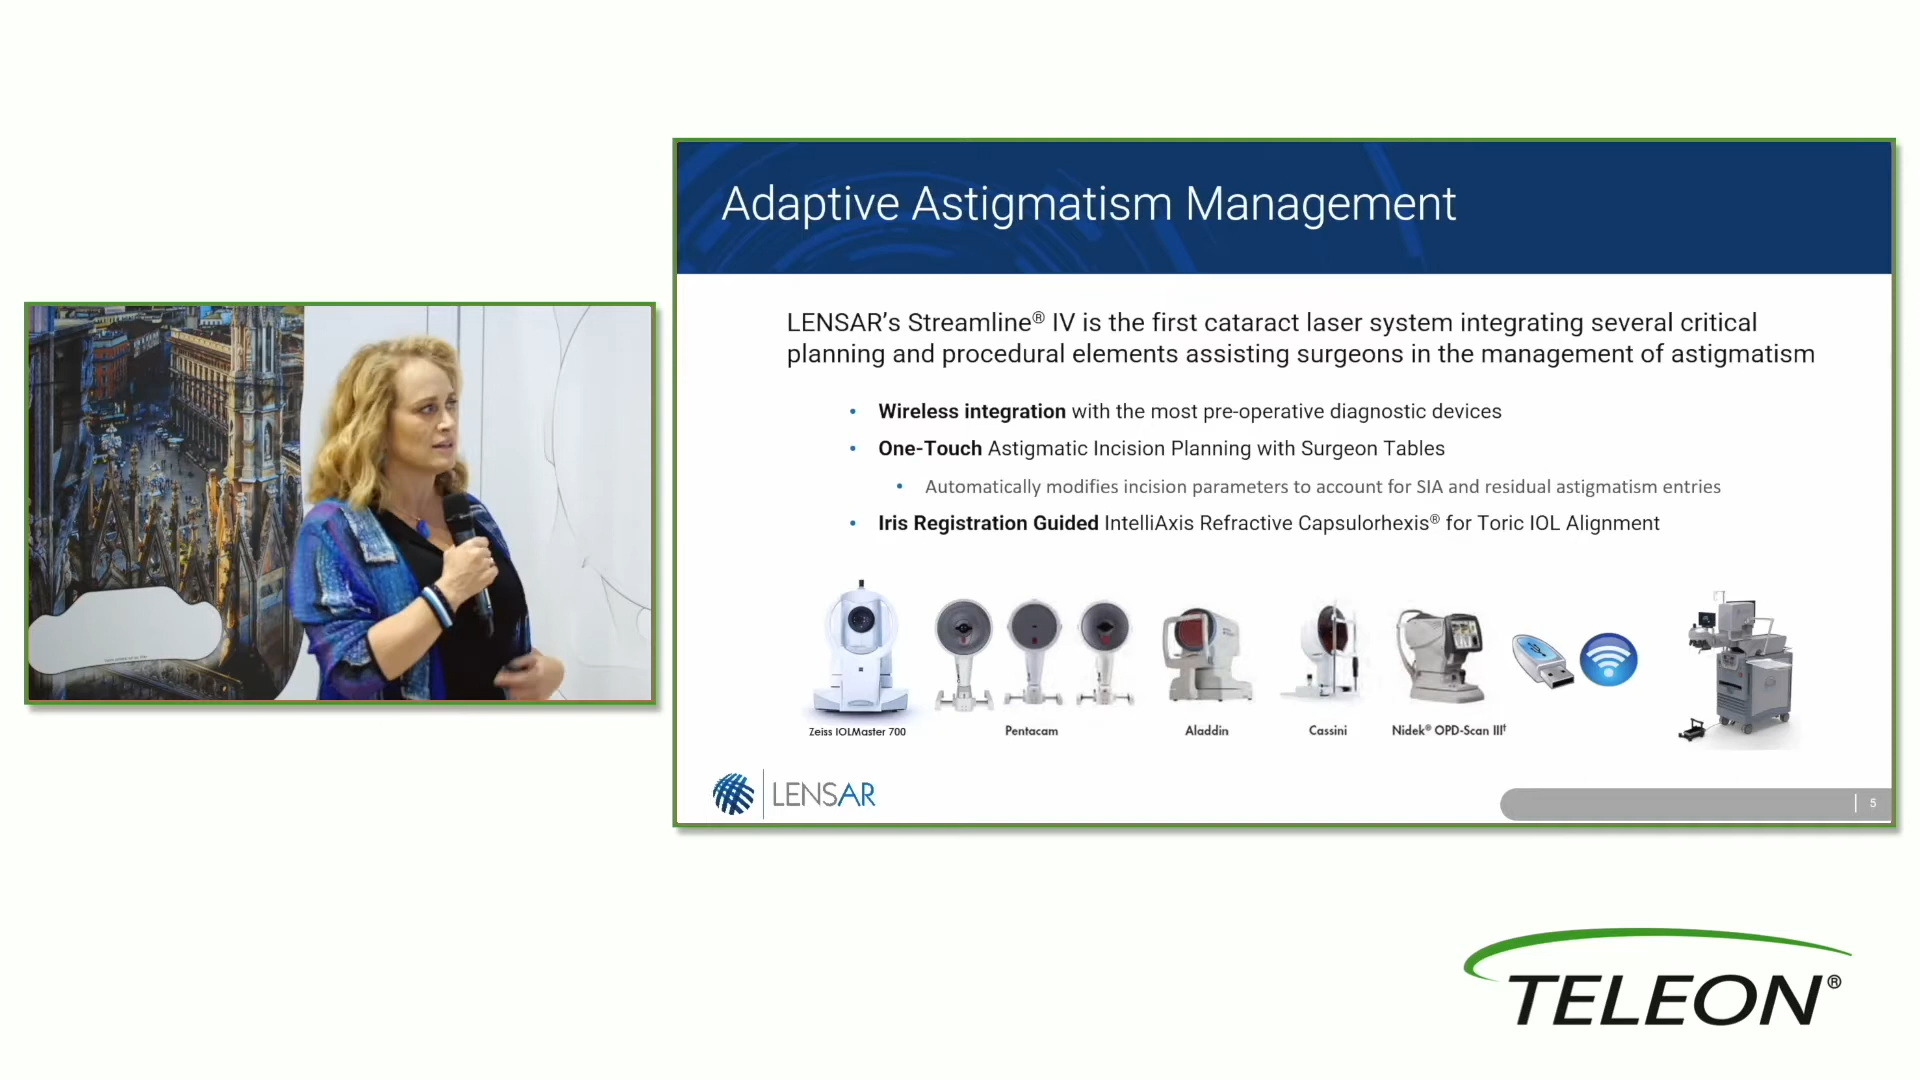 Adaptive Astigmatism Management
LENSAR’s Streamline® IV is the first cataract laser system integrating several critical
planning and procedural elements assisting surgeons in the management of astigmatism
• Wireless integration with the most pre-operative diagnostic devices
• One-Touch Astigmatic Incision Planning with Surgeon Tables
• Automatically modifies incision parameters to account for SIA and residual astigmatism entries
• Iris Registration Guided IntelliAxis Refractive Capsulorhexis® for Toric IOL Alignment
Zeiss IOLMaster 700
Pentacam
Aladdin
Cassini
Nidek® OPD-Scan III†
LENSAR
5
TELEON®